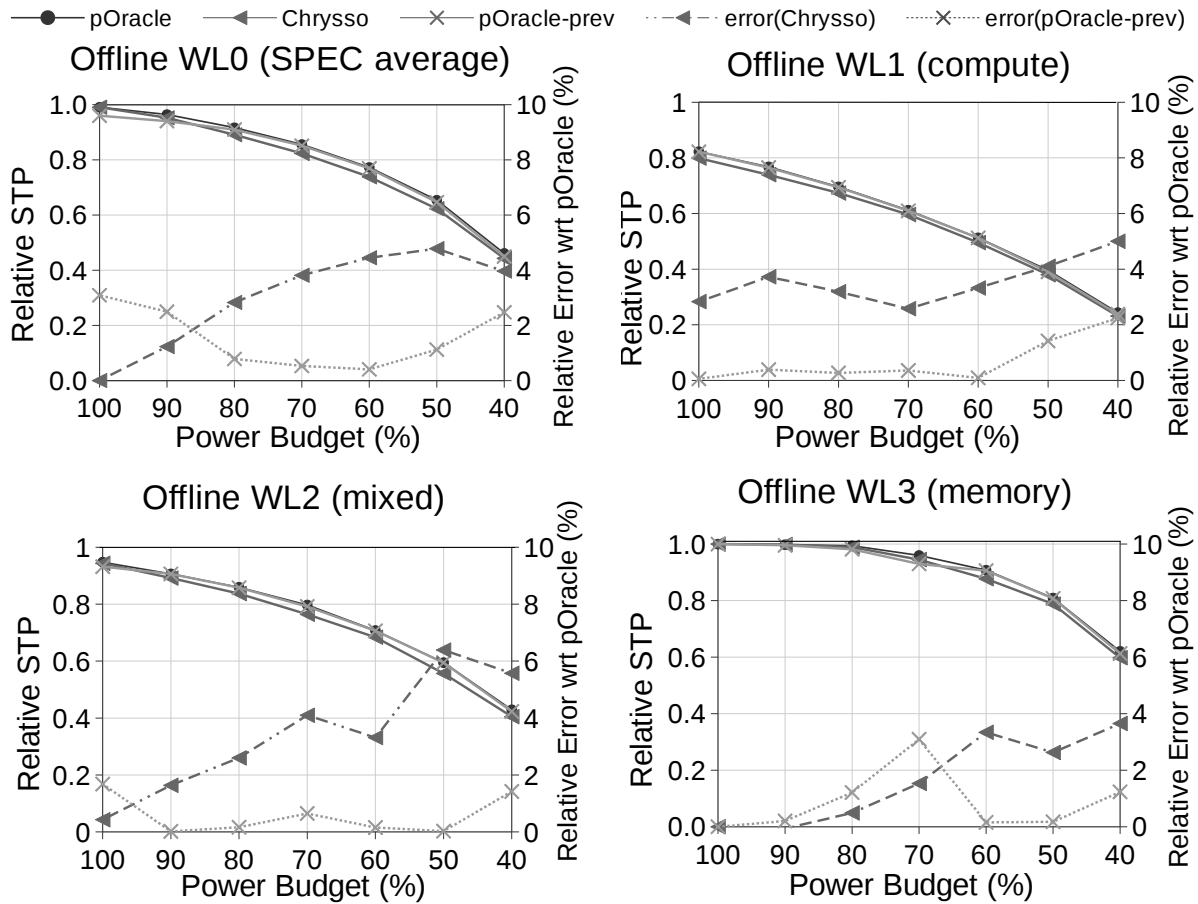 pOracle Chrysso pOracle-prev error(Chrysso) error(pOracle-prev)
Offline WL0 (SPEC average)
Relative STP
1.0
0.8
0.6
0.4
0.2
0.0
10
8
6
4
2
0
Relative Error wrt pOracle (%)
100 90 80 70 60 50 40
Power Budget (%)
Offline WL1 (compute)
Relative STP
1
0.8
0.6
0.4
0.2
0
10
8
6
4
2
0
Relative Error wrt pOracle (%)
100 90 80 70 60 50 40
Power Budget (%)
Offline WL2 (mixed)
Relative STP
1
0.8
0.6
0.4
0.2
0
10
8
6
4
2
0
Relative Error wrt pOracle (%)
100 90 80 70 60 50 40
Power Budget (%)
Offline WL3 (memory)
Relative STP
1.0
0.8
0.6
0.4
0.2
0.0
10
8
6
4
2
0
Relative Error wrt pOracle (%)
100 90 80 70 60 50 40
Power Budget (%)